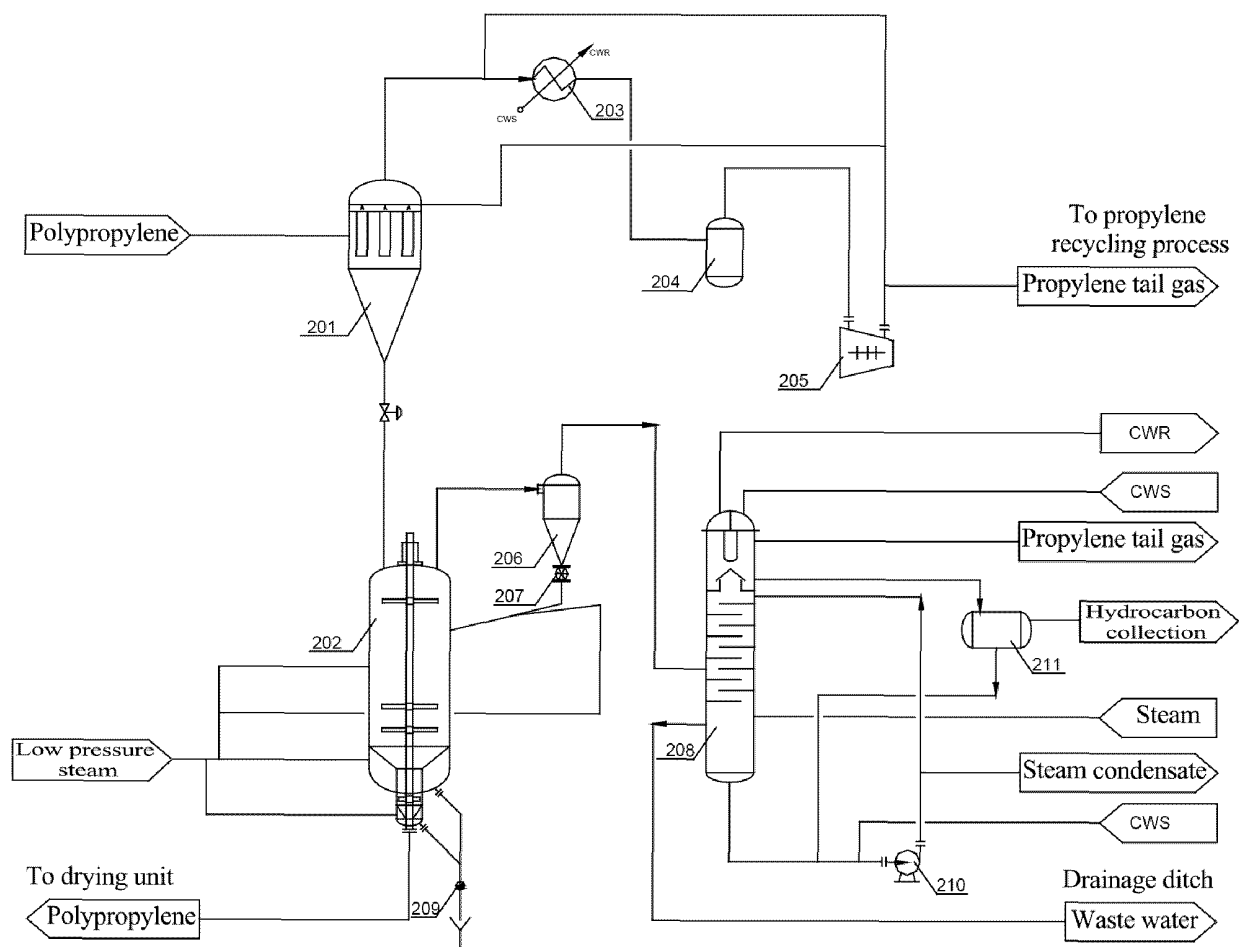 CWR
203
CWS
Polypropylene
To propylene
recycling process
204
Propylene tail gas
201
205
CWR
CWS
206
Propylene tail gas
207
Hydrocarbon
collection
202
211
Steam
Low pressure
steam
208
Steam condensate
CWS
To drying unit
210
Drainage ditch
Polypropylene
209
Waste water